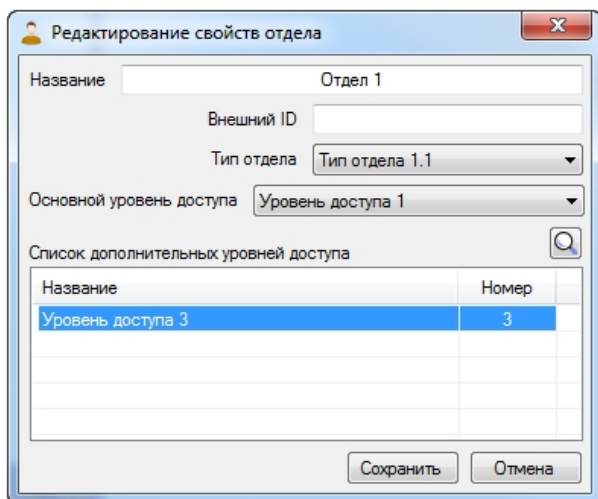 Редактирование свойств отдела
Название Отдел 1
Внешний ID
Тип отдела Тип отдела 1.1
Основной уровень доступа Уровень доступа 1
Список дополнительных уровней доступа
Название Номер
Уровень доступа 3 3
Сохранить Отмена